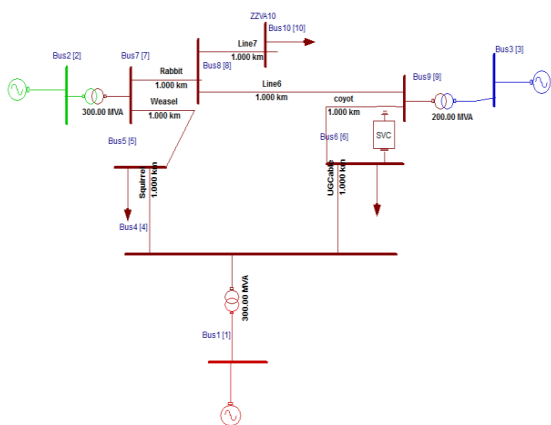 ZZVA10
Bus10 [10]
Bus2 [2]
Bus7 [7]
Line7
1.000 km
Bus3 [3]
Rabbit
1.000 km
Bus8 [8]
Line6
1.000 km
Bus9 [9]
300.00 MVA
Weasel
1.000 km
coyot
1.000 km
200.00 MVA
Bus5 [5]
Bus6 [6]
SVC
1.000 km
UGCable
1.000 km
Bus4 [4]
300.00 MVA
Bus1 [1]